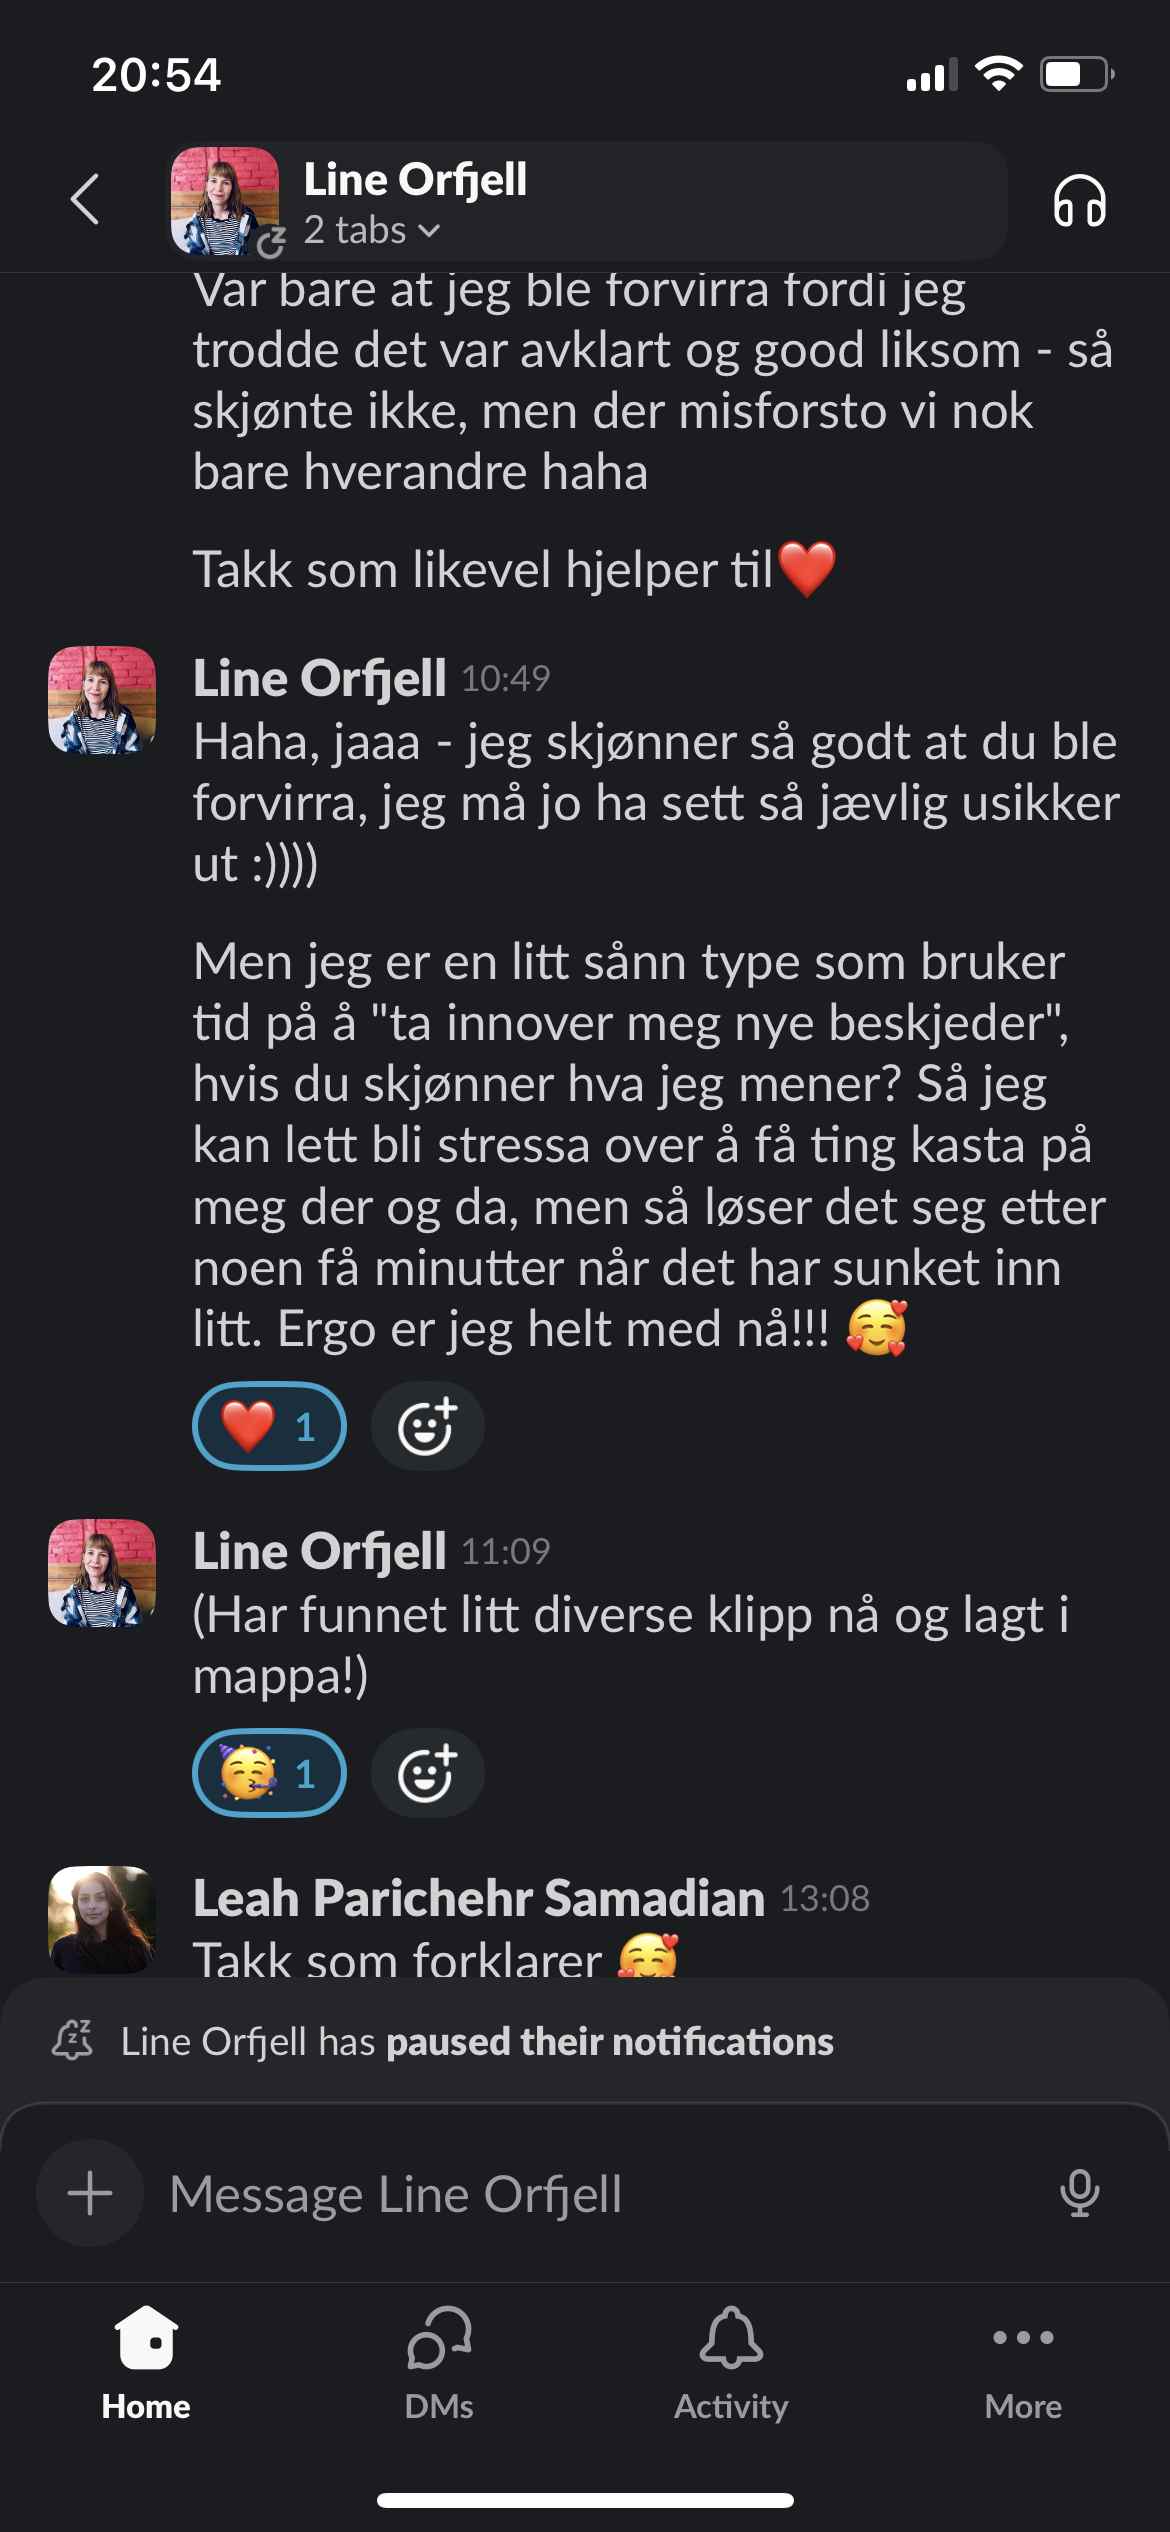 20:54
Line Orfjell
2 tabs
Var bare at jeg ble forvirra fordi jeg
trodde det var avklart og good liksom - så
skjønte ikke, men der misforsto vi nok
bare hverandre haha
Takk som likevel hjelper til❤️
Line Orfjell 10:49
Haha, jaaa - jeg skjønner så godt at du ble
forvirra, jeg må jo ha sett så jævlig usikker
ut :))))
Men jeg er en litt sånn type som bruker
tid på å "ta innover meg nye beskjeder",
hvis du skjønner hva jeg mener? Så jeg
kan lett bli stressa over å få ting kasta på
meg der og da, men så løser det seg etter
noen få minutter når det har sunket inn
litt. Ergo er jeg helt med nå!!! 🥰
❤️ 1
Line Orfjell 11:09
(Har funnet litt diverse klipp nå og lagt i
mappa!)
🥳 1
Leah Parichehr Samadian 13:08
Takk som forklarer 🥰
Line Orfjell has paused their notifications
Message Line Orfjell
Home DMs Activity More